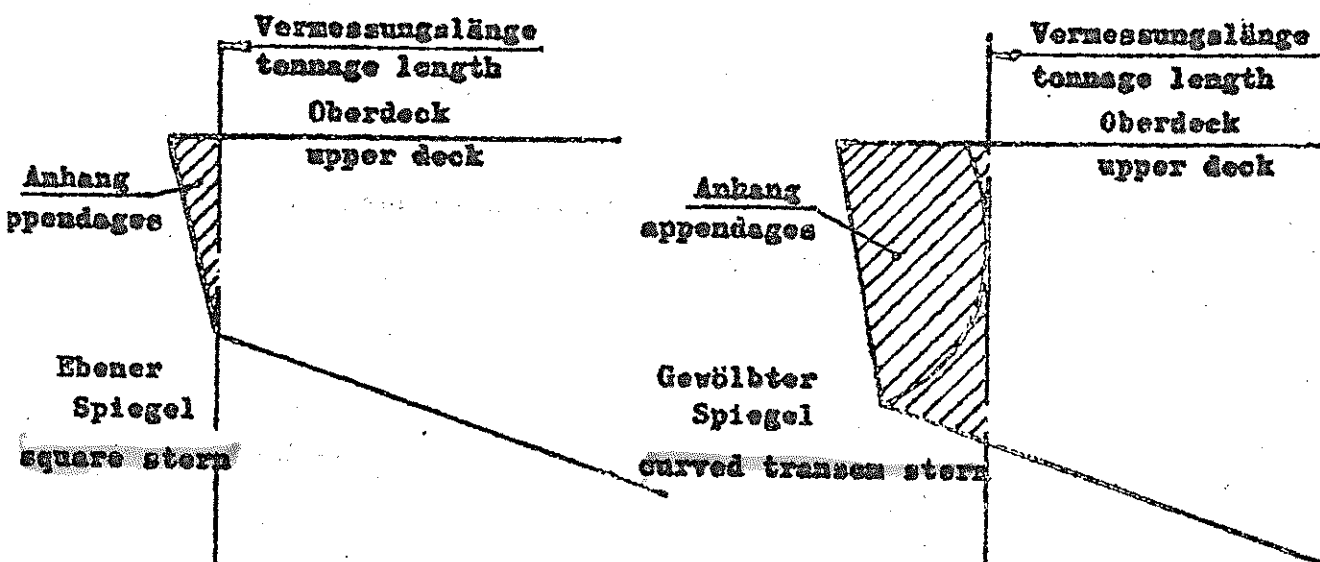 Vermessungslänge
tonnage length
Oberdeck
upper deck
Anhang
ppendages
Ebener
Spiegel
square stern
Vermessungslänge
tonnage length
Oberdeck
upper deck
Anhang
appendages
Gewölbter
Spiegel
curved transom stern